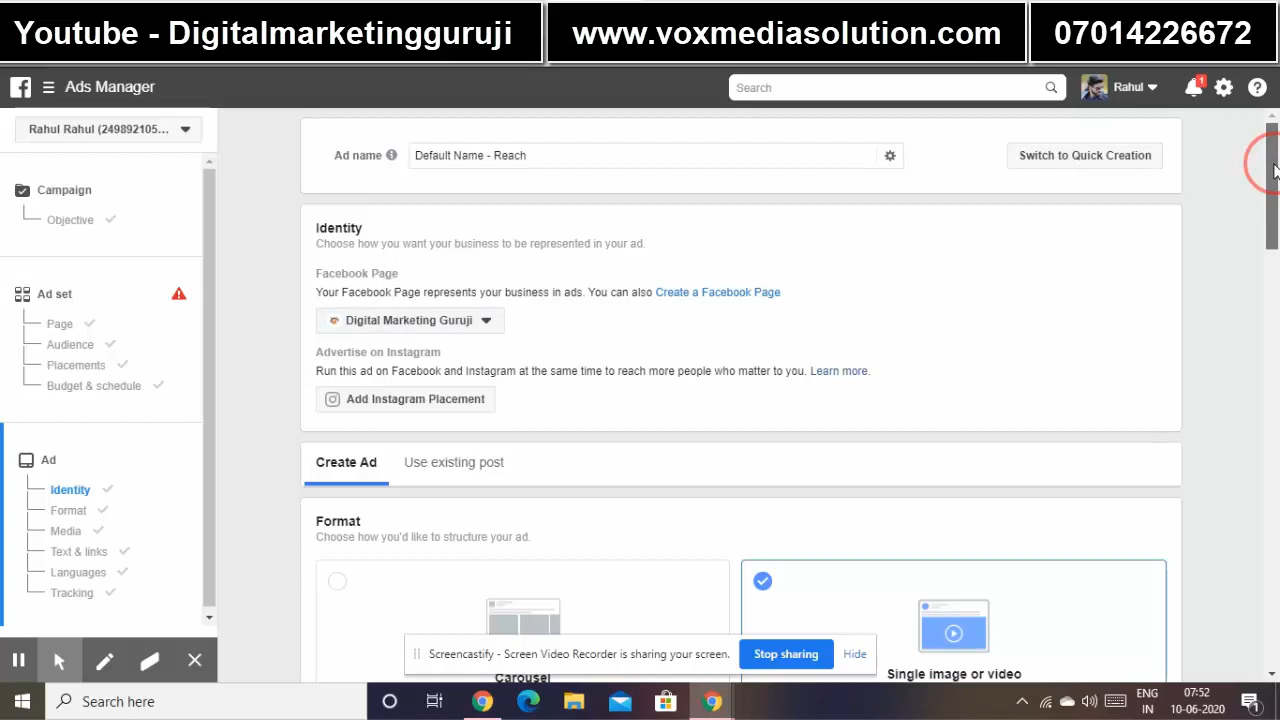 Youtube - Digitalmarketingguruji
www.voxmediasolution.com
07014226672
Ads Manager
Search
Rahul
1
Rahul Rahul (249892105...
Campaign
Objective
Ad set
Page
Audience
Placements
Budget & schedule
Ad
Identity
Format
Media
Text & links
Languages
Tracking
Ad name
Default Name - Reach
Switch to Quick Creation
Identity
Choose how you want your business to be represented in your ad.
Facebook Page
Your Facebook Page represents your business in ads. You can also Create a Facebook Page
Digital Marketing Guruji
Advertise on Instagram
Run this ad on Facebook and Instagram at the same time to reach more people who matter to you. Learn more.
Add Instagram Placement
Create Ad
Use existing post
Format
Choose how you'd like to structure your ad.
Carousel
Single image or video
Screencastify - Screen Video Recorder is sharing your screen.
Stop sharing
Hide
Search here
ENG
IN
07:52
10-06-2020
1